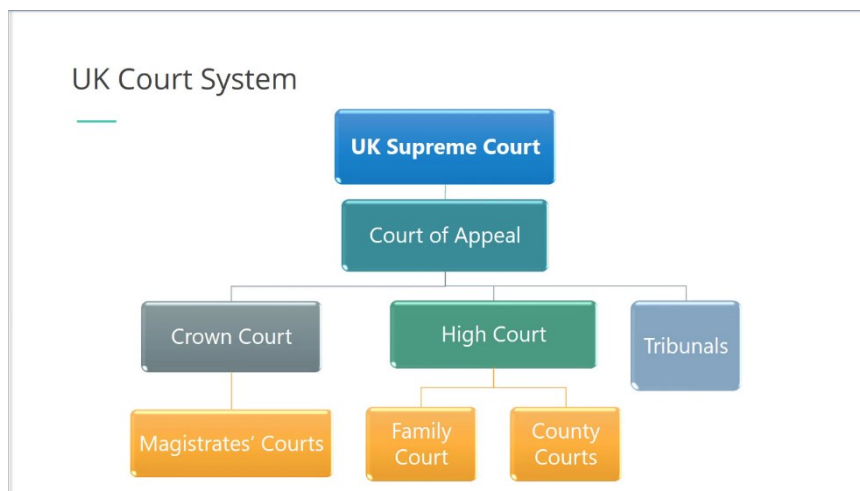 UK Court System
UK Supreme Court
Court of Appeal
Crown Court
High Court
Tribunals
Magistrates’ Courts
Family
Court
County
Courts